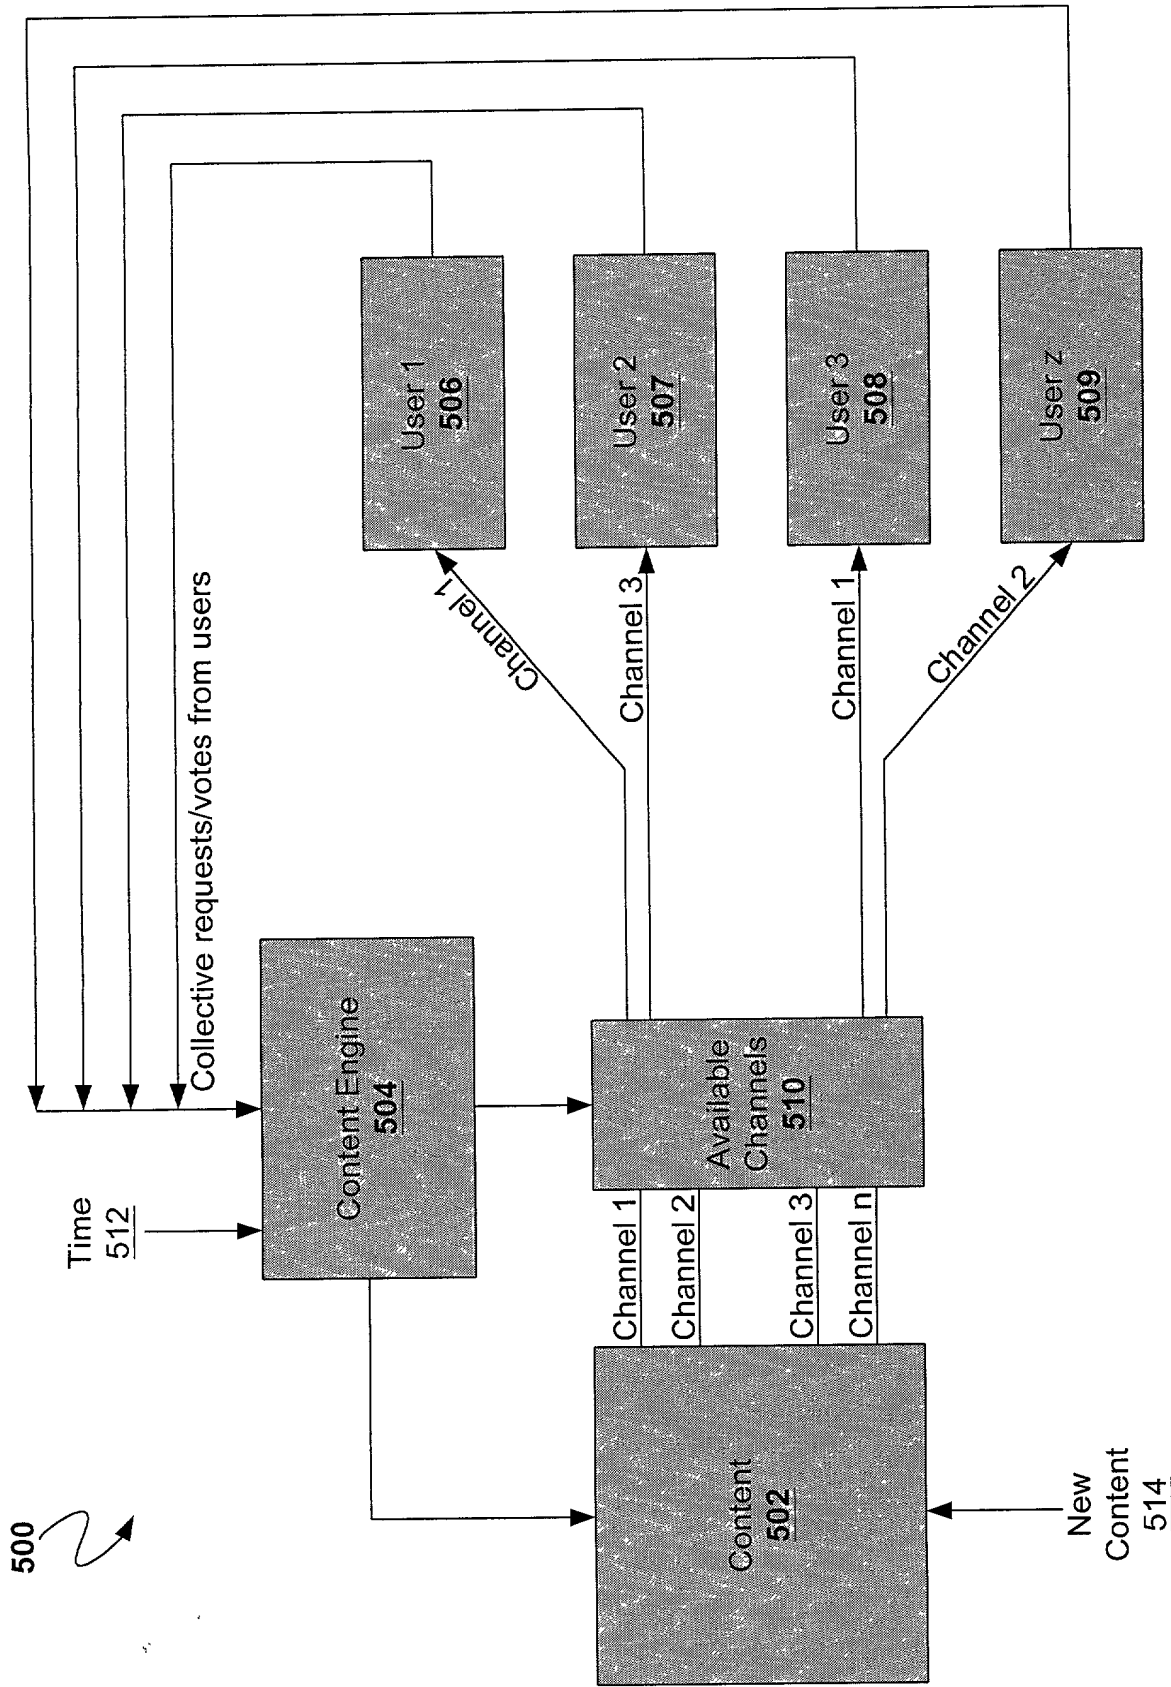 500
Time
512
Collective requests/votes from users
Content Engine
504
User 1
506
Channel 1
User 2
507
Channel 3
User 3
508
Channel 1
User z
509
Channel 2
Available
Channels
510
Channel 1
Channel 2
Channel 3
Channel n
Content
502
New
Content
514